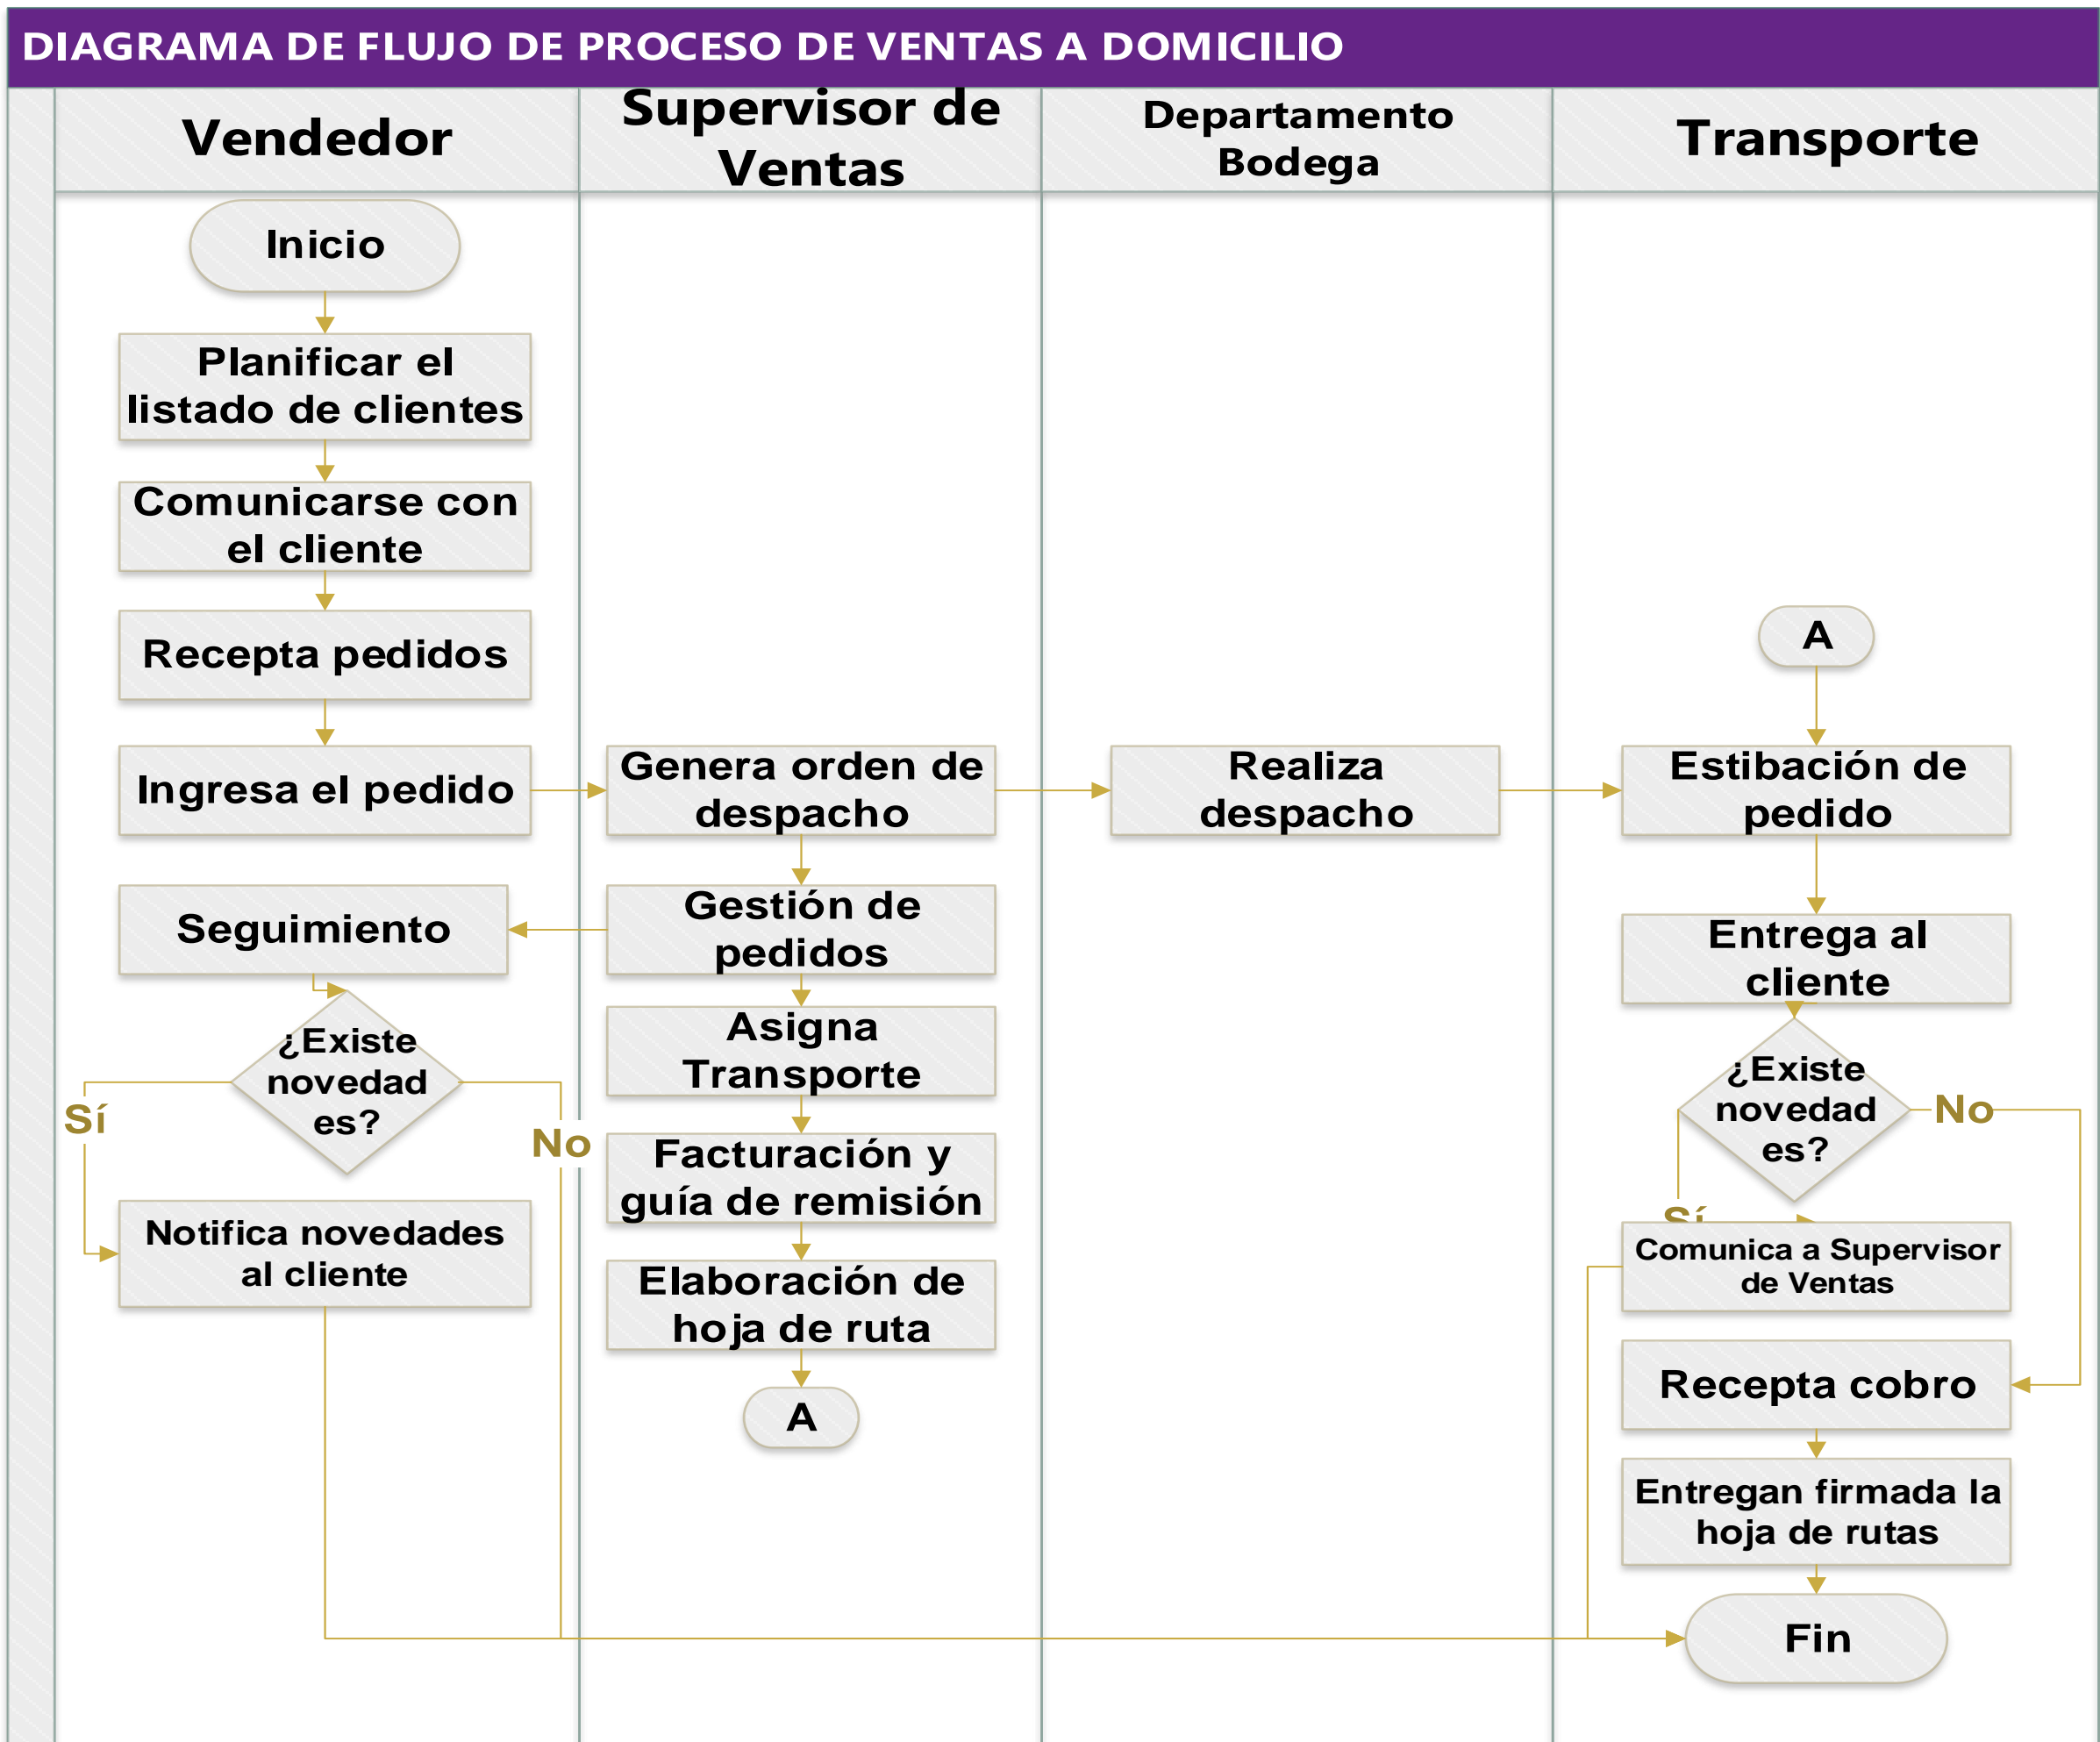 DIAGRAMA DE FLUJO DE PROCESO DE VENTAS A DOMICILIO
Vendedor
Supervisor de
Ventas
Departamento
Bodega
Transporte
Inicio
Planificar el
listado de clientes
Comunicarse con
el cliente
Recepta pedidos
Ingresa el pedido
Seguimiento
¿Existe
novedad
es?
Sí
No
Notifica novedades
al cliente
Genera orden de
despacho
Gestión de
pedidos
Asigna
Transporte
Facturación y
guía de remisión
Elaboración de
hoja de ruta
A
Realiza
despacho
A
Estibación de
pedido
Entrega al
cliente
¿Existe
novedad
es?
No
Sí
Comunica a Supervisor
de Ventas
Recepta cobro
Entregan firmada la
hoja de rutas
Fin